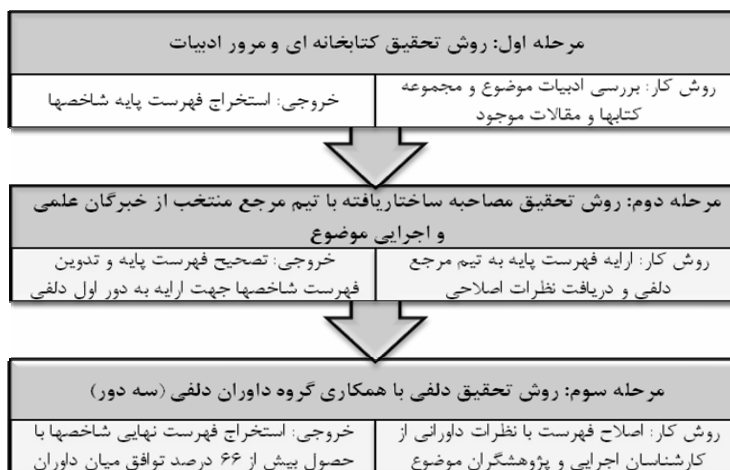 مرحله اول: روش تحقیق کتابخانه ای و مرور ادبیات
روش کار: بررسی ادبیات موضوع و مجموعه
کتابها و مقالات موجود
خروجی: استخراج فهرست پایه شاخصها
مرحله دوم: روش تحقیق مصاحبه ساختاریافته با تیم مرجع منتخب از خبرگان علمی
و اجرایی موضوع
روش کار: ارایه فهرست پایه به تیم مرجع
دلفی و دریافت نظرات اصلاحی
خروجی: تصحیح فهرست پایه و تدوین
فهرست شاخصها جهت ارایه به دور اول دلفی
مرحله سوم: روش تحقیق دلفی با همکاری گروه داوران دلفی (سه دور)
روش کار: اصلاح فهرست با نظرات داورانی از
کارشناسان اجرایی و پژوهشگران موضوع
خروجی: استخراج فهرست نهایی شاخصها با
حصول بیش از ۶۶ درصد توافق میان داوران